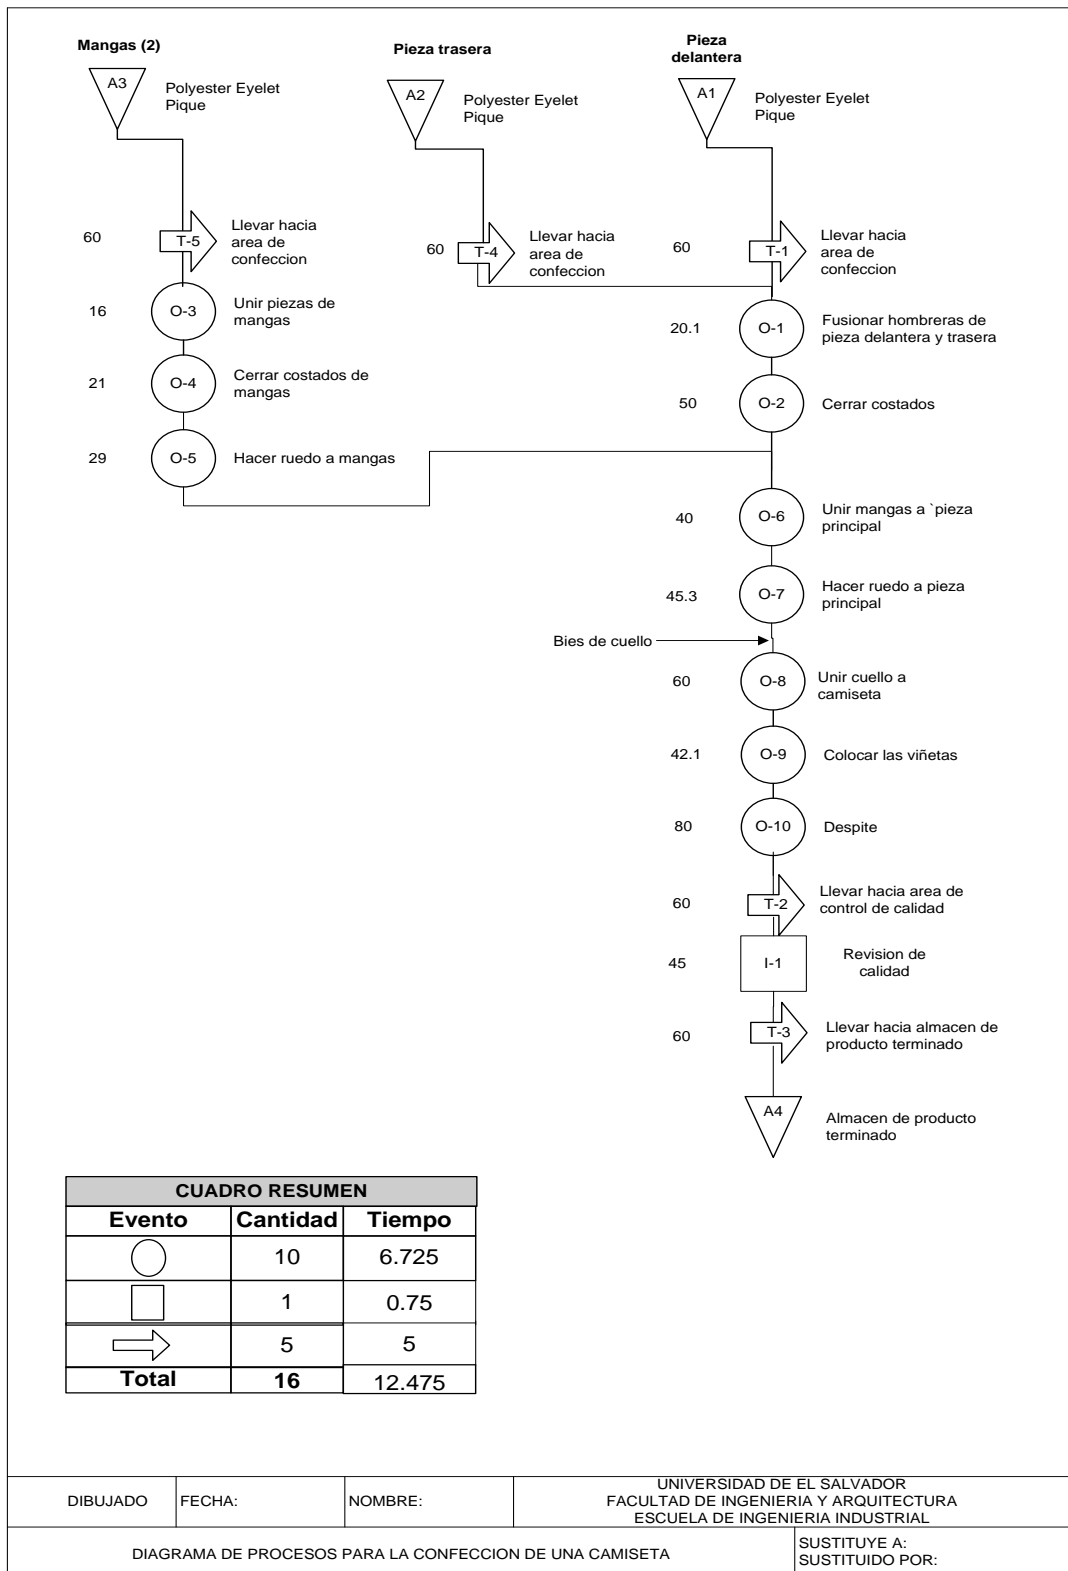 Mangas (2)
Pieza trasera
Pieza
delantera
A3
Polyester Eyelet
Pique
A2
Polyester Eyelet
Pique
A1
Polyester Eyelet
Pique
60
T-5
Llevar hacia
area de
confeccion
60
T-4
Llevar hacia
area de
confeccion
60
T-1
Llevar hacia
area de
confeccion
16
O-3
Unir piezas de
mangas
20.1
O-1
Fusionar hombreras de
pieza delantera y trasera
21
O-4
Cerrar costados de
mangas
50
O-2
Cerrar costados
29
O-5
Hacer ruedo a mangas
40
O-6
Unir mangas a `pieza
principal
45.3
O-7
Hacer ruedo a pieza
principal
Bies de cuello
60
O-8
Unir cuello a
camiseta
42.1
O-9
Colocar las viñetas
80
O-10
Despite
60
T-2
Llevar hacia area de
control de calidad
45
I-1
Revision de
calidad
60
T-3
Llevar hacia almacen de
producto terminado
A4
Almacen de producto
terminado
CUADRO RESUMEN
Evento Cantidad Tiempo
10 6.725
1 0.75
5 5
Total 16 12.475
DIBUJADO
FECHA:
NOMBRE:
UNIVERSIDAD DE EL SALVADOR
FACULTAD DE INGENIERIA Y ARQUITECTURA
ESCUELA DE INGENIERIA INDUSTRIAL
DIAGRAMA DE PROCESOS PARA LA CONFECCION DE UNA CAMISETA
SUSTITUYE A:
SUSTITUIDO POR: